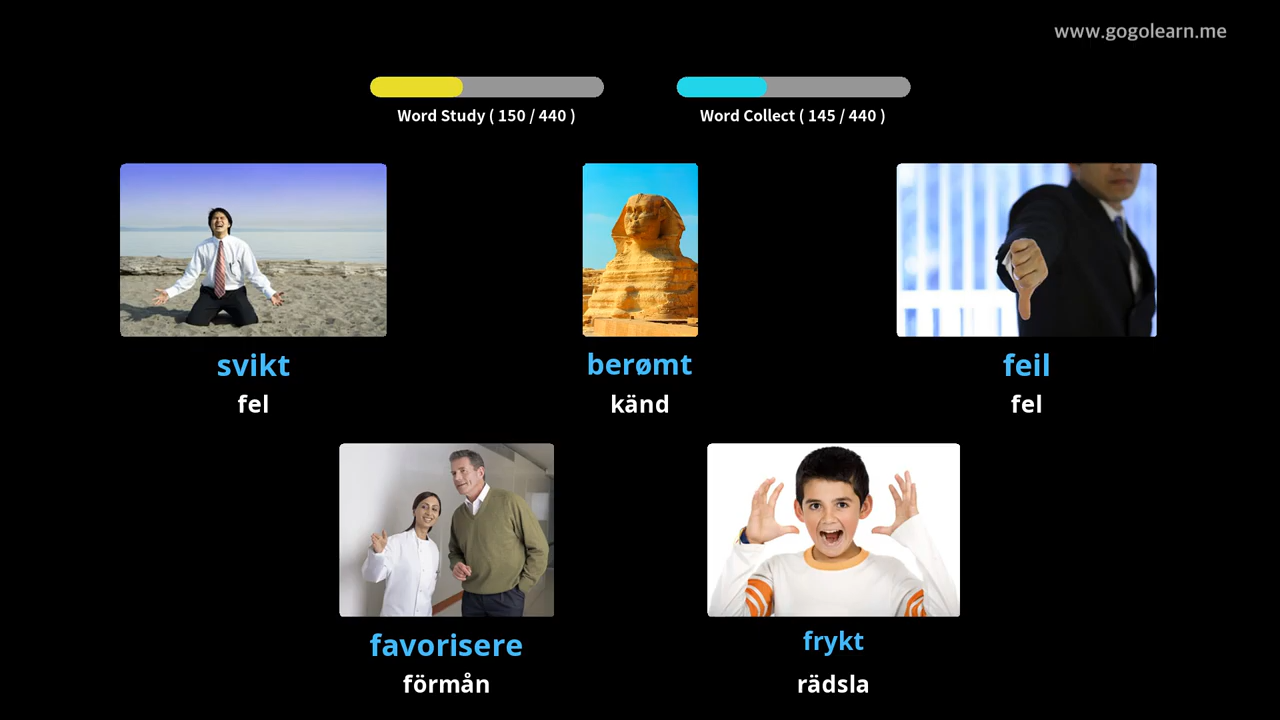 www.gogolearn.me
Word Study ( 150 / 440 )
Word Collect ( 145 / 440 )
svikt
fel
berømt
känd
feil
fel
favorisere
förmån
frykt
rädsla